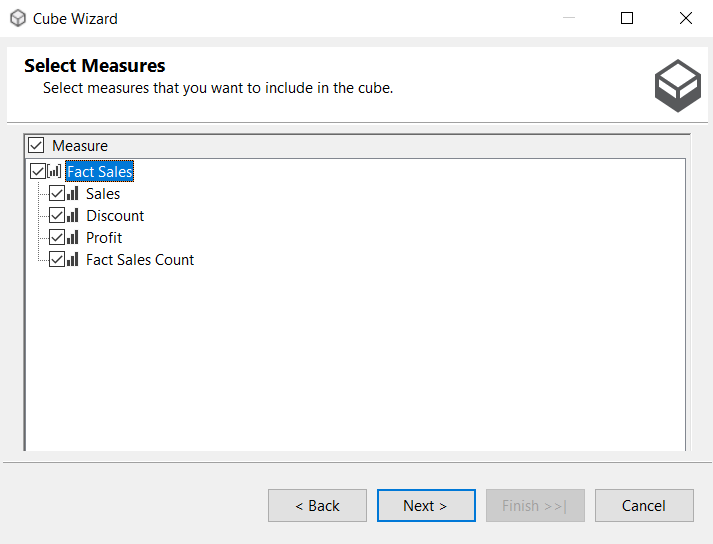 Cube Wizard
Select Measures
Select measures that you want to include in the cube.
Measure
Fact Sales
Sales
Discount
Profit
Fact Sales Count
< Back
Next >
Finish >>|
Cancel